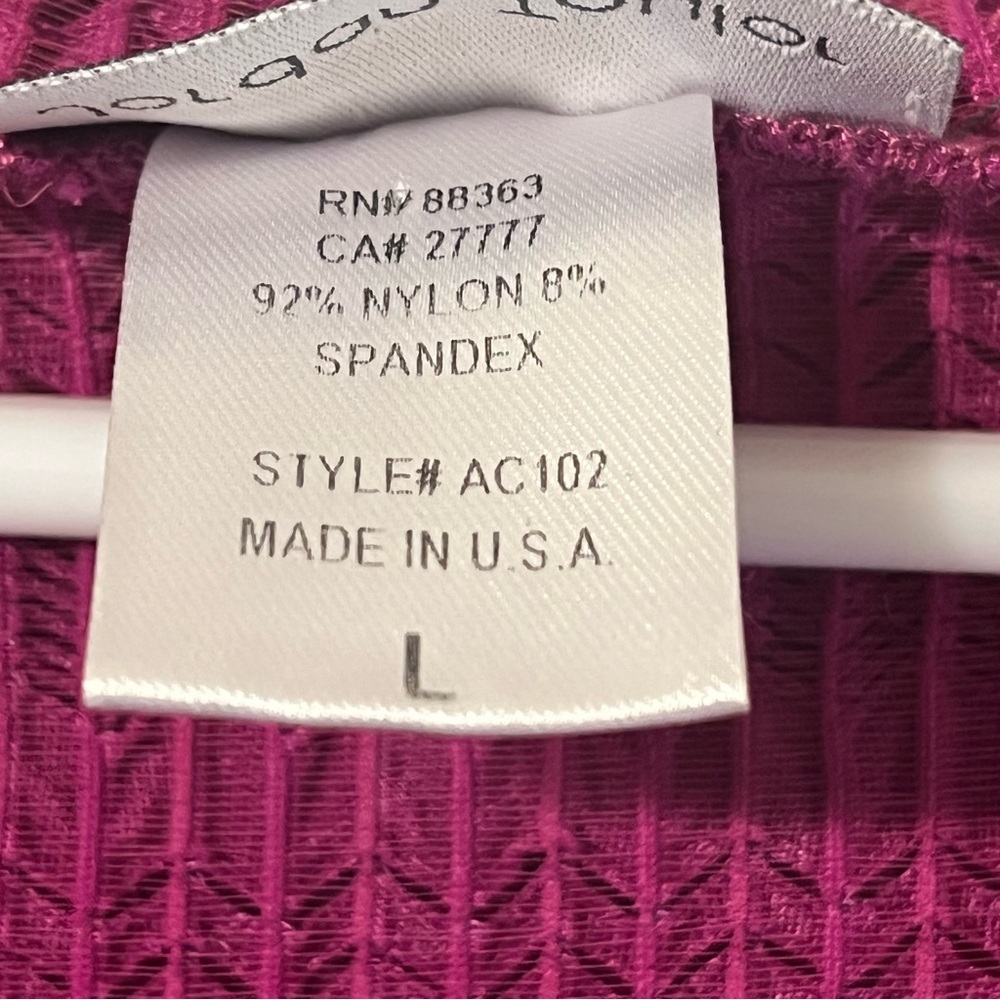 RN# 88363
CA# 27777
92% NYLON 8%
SPANDEX
STYLE# AC102
MADE IN U.S.A.
L